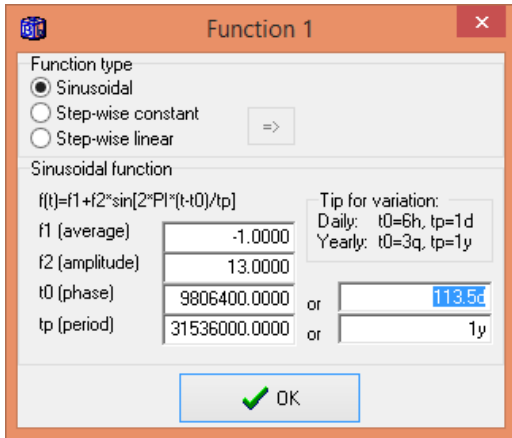 Function 1
Function type
Sinusoidal
Step-wise constant
=>
Step-wise linear
Sinusoidal function
f(t)=f1+f2*sin[2*PI*(t-t0)/tp]
Tip for variation:
Daily: t0=6h, tp=1d
Yearly: t0=3q, tp=1y
f1 (average) -1.0000
f2 (amplitude) 13.0000
t0 (phase) 9806400.0000 or 113.5d
tp (period) 31536000.0000 or 1y
OK